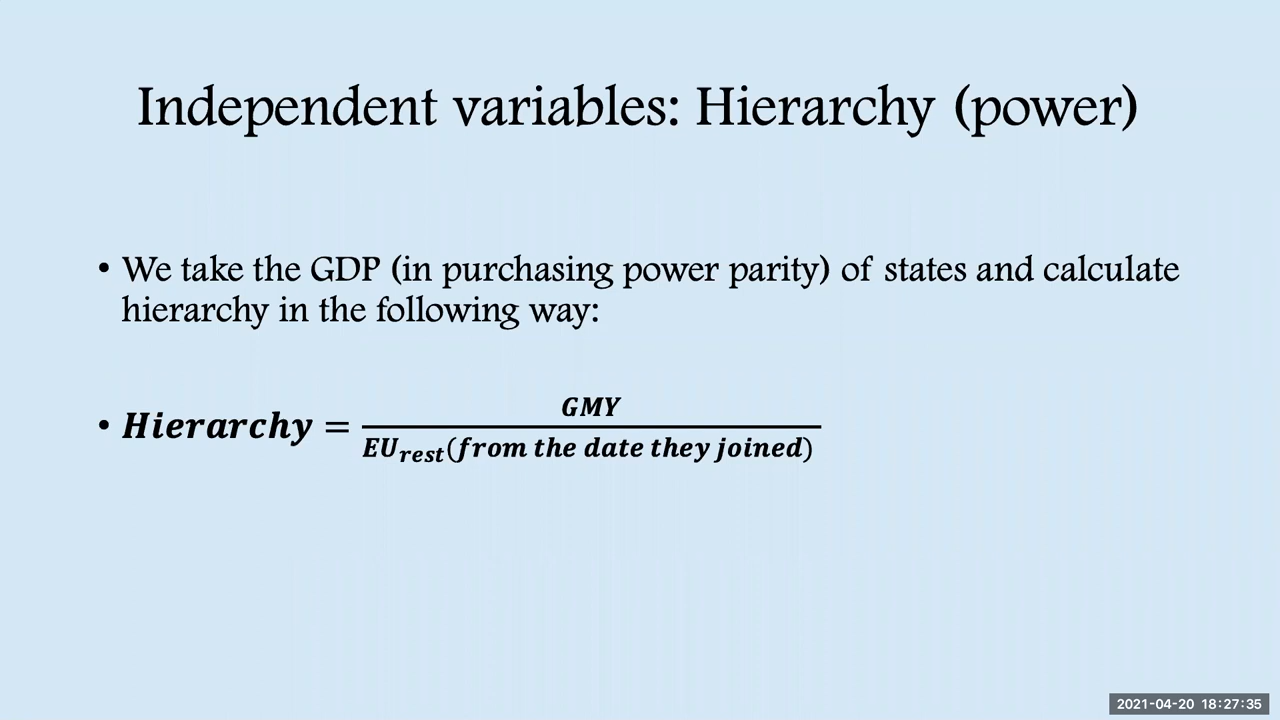 Independent variables: Hierarchy (power)
• We take the GDP (in purchasing power parity) of states and calculate
hierarchy in the following way:
• Hierarchy = GMY / EU_rest(from the date they joined)
2021-04-20 18:27:35